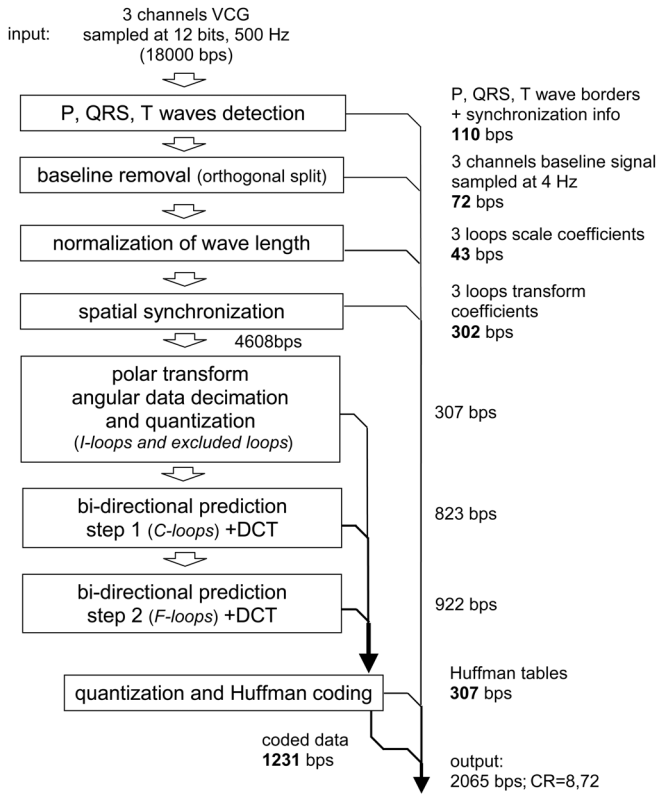 3 channels VCG
input: sampled at 12 bits, 500 Hz
(18000 bps)
P, QRS, T waves detection
P, QRS, T wave borders
+ synchronization info
110 bps
baseline removal (orthogonal split)
3 channels baseline signal
sampled at 4 Hz
72 bps
normalization of wave length
3 loops scale coefficients
43 bps
spatial synchronization
3 loops transform
coefficients
302 bps
4608bps
polar transform
angular data decimation
and quantization
(I-loops and excluded loops)
307 bps
bi-directional prediction
step 1 (C-loops) +DCT
823 bps
bi-directional prediction
step 2 (F-loops) +DCT
922 bps
quantization and Huffman coding
Huffman tables
307 bps
coded data
1231 bps
output:
2065 bps; CR=8,72